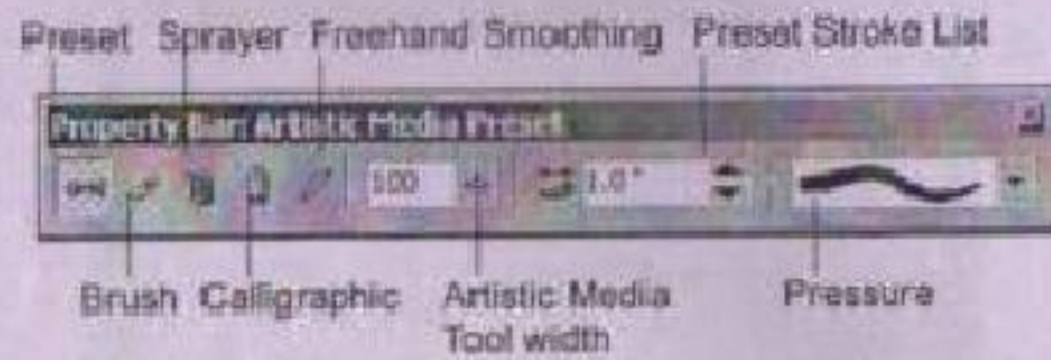 Preset Sprayer Freehand Smoothing Preset Stroke List
Property Bar: Artistic Media Preset
100 1.0"
Brush Calligraphic Artistic Media Pressure
Tool width